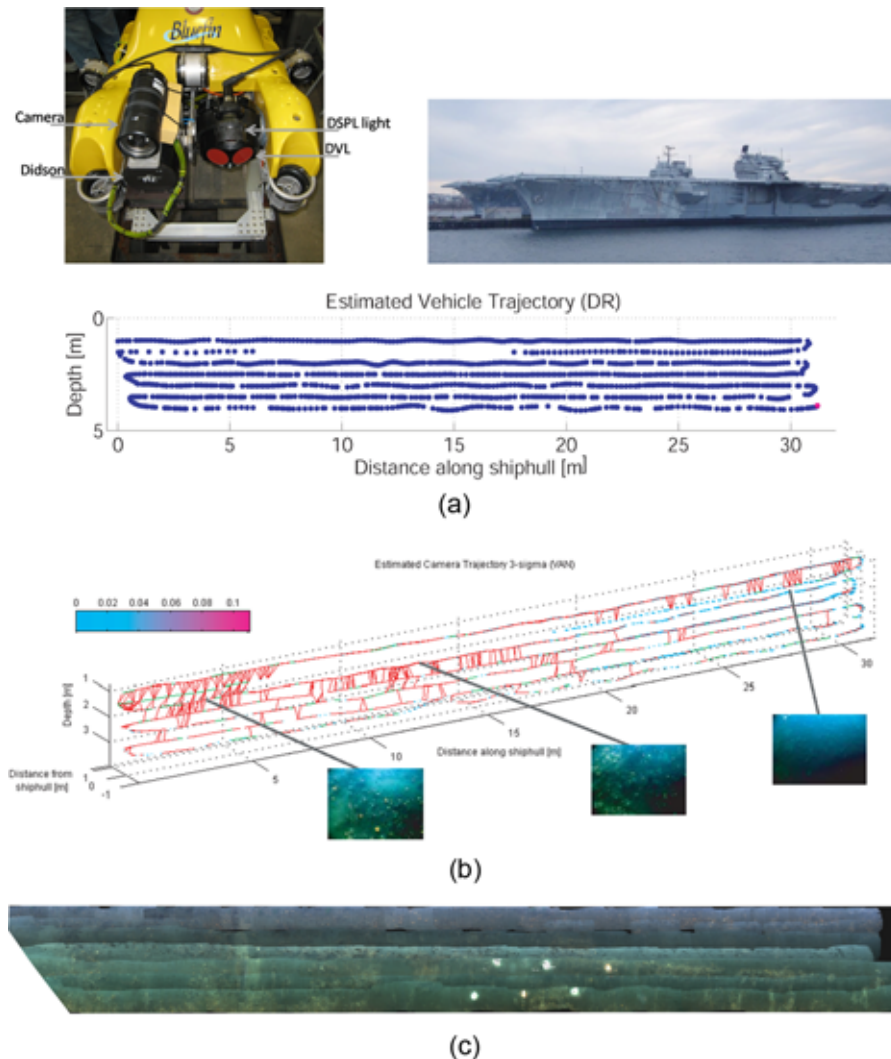 Bluefin
Camera
DSPL light
DVL
Didson
Estimated Vehicle Trajectory (DR)
0
Depth [m]
5
0 5 10 15 20 25 30
Distance along shiphull [m]
(a)
Estimated Camera Trajectory 3-sigma (VAN)
0 0.02 0.04 0.06 0.08 0.1
1
2
3
Depth [m]
Distance from
shiphull [m]
1
0
-1
5
10
15
20
25
30
Distance along shiphull [m]
(b)
(c)